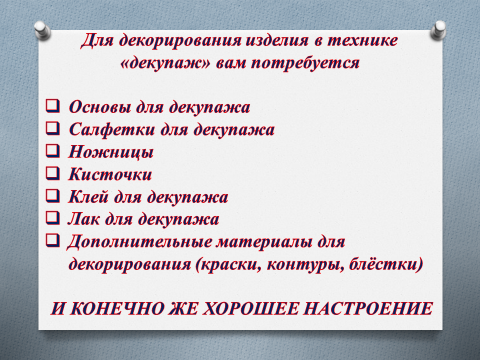 Для декорирования изделия в технике
«декупаж» вам потребуется
Основы для декупажа
Салфетки для декупажа
Ножницы
Кисточки
Клей для декупажа
Лак для декупажа
Дополнительные материалы для
декорирования (краски, контуры, блёстки)
И КОНЕЧНО ЖЕ ХОРОШЕЕ НАСТРОЕНИЕ